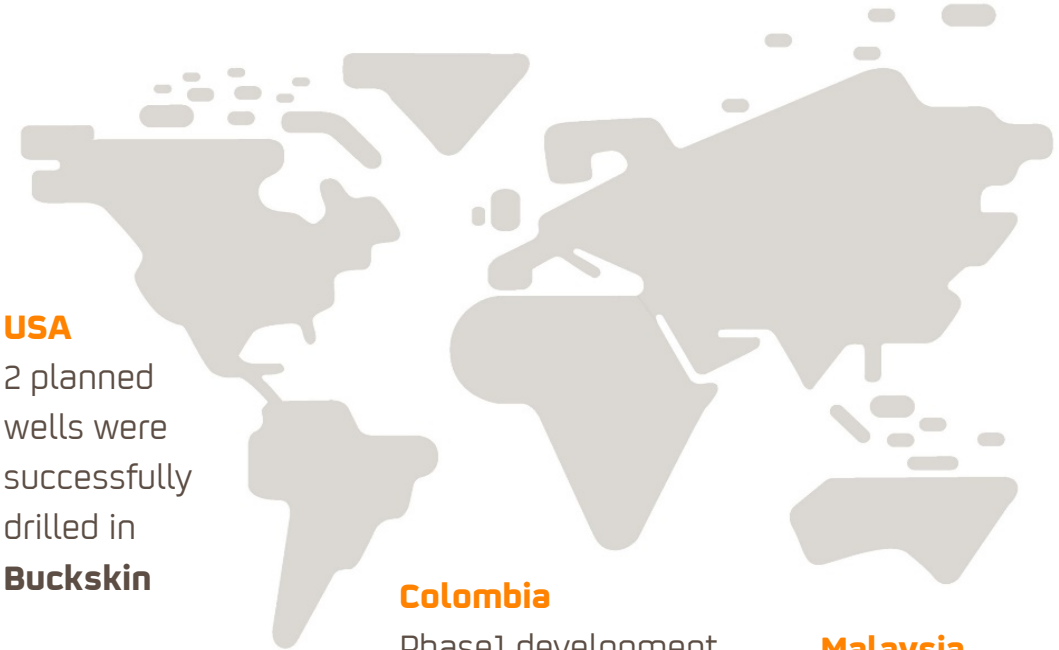 USA
2 planned
wells were
successfully
drilled in
Buckskin
Colombia
Phase1 development
Malaysia